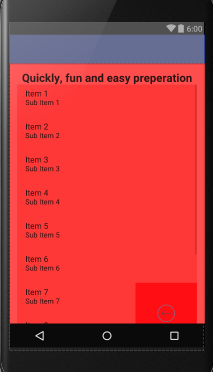 6:00
Quickly, fun and easy preperation
Item 1
Sub Item 1
Item 2
Sub Item 2
Item 3
Sub Item 3
Item 4
Sub Item 4
Item 5
Sub Item 5
Item 6
Sub Item 6
Item 7
Sub Item 7